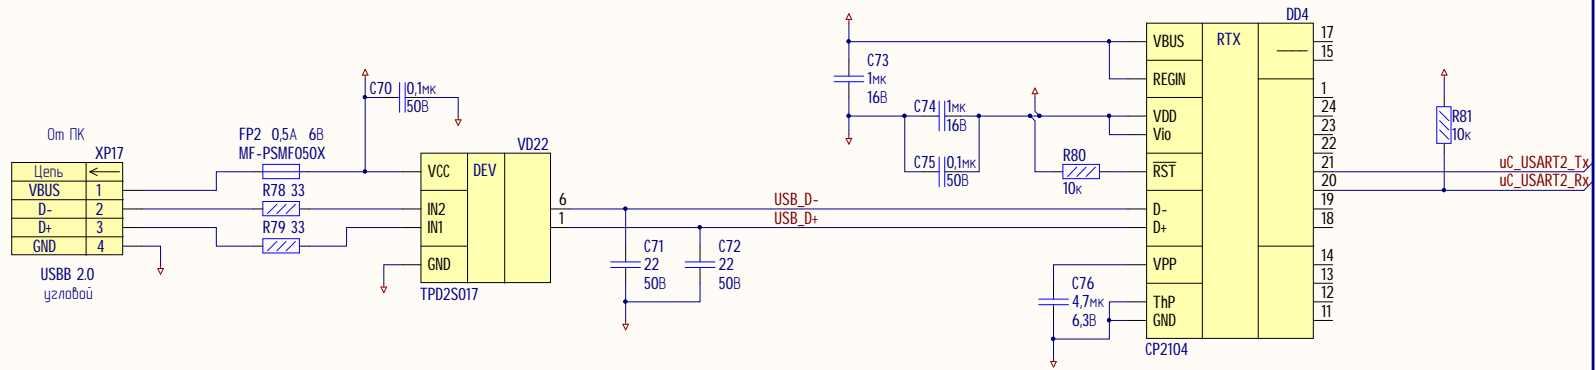 От ПК
XP17
Цепь
VBUS 1
D- 2
D+ 3
GND 4
USBB 2.0
угловой
C70 0,1мк
50В
FP2 0,5А 6В
MF-PSMF050X
R78 33
R79 33
VD22
VCC DEV
IN2
IN1
GND
6
1
TPD2S017
USB_D-
USB_D+
C71
22
50В
C72
22
50В
C73
1мк
16В
C74 1мк
16В
C75 0,1мк
50В
R80
10к
C76
4,7мк
6,3В
DD4
VBUS RTX
REGIN
VDD
Vio
RST
D-
D+
VPP
ThP
GND
17
15
1
24
23
22
21
20
19
18
14
13
12
11
CP2104
R81
10к
uC_USART2_Tx
uC_USART2_Rx